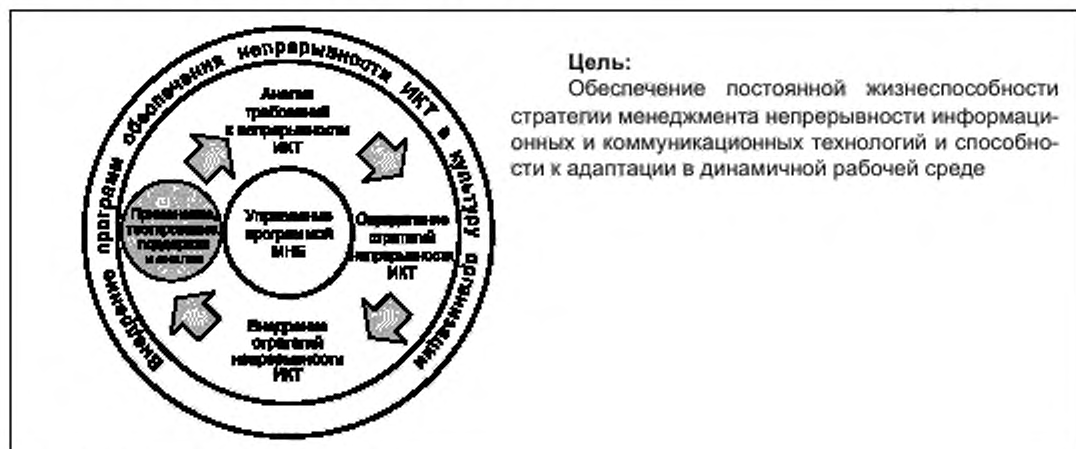 Внедрение программ обеспечения непрерывности ИКТ в культуру организации
Анализ
требований
к непрерывности
ИКТ
Определение
стратегий
непрерывности
ИКТ
Внедрение
стратегий
непрерывности
ИКТ
поддержка
и анализ
Управление
программой
МНБ
Цель:
Обеспечение постоянной жизнеспособности
стратегии менеджмента непрерывности информаци-
онных и коммуникационных технологий и способно-
сти к адаптации в динамичной рабочей среде